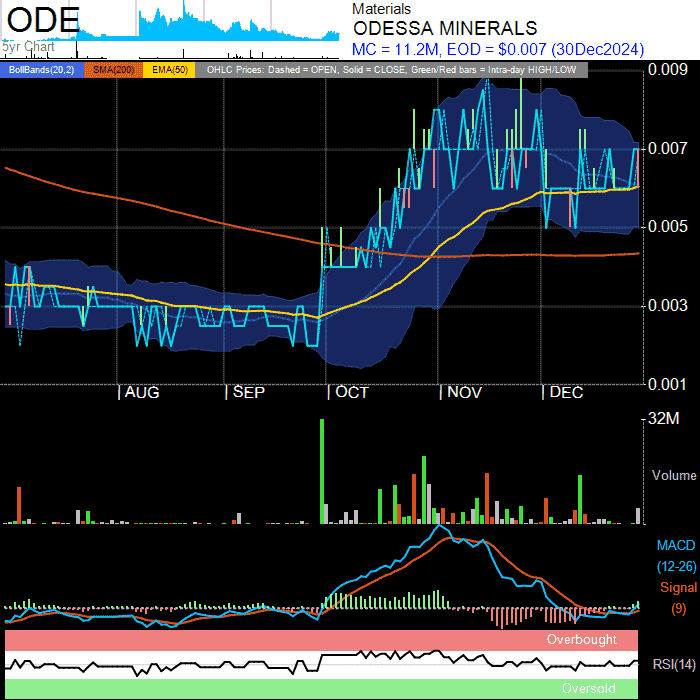 ODE
5yr Chart
Materials
ODESSA MINERALS
MC = 11.2M, EOD = $0.007 (30Dec2024)
BollBands(20,2) SMA(200) EMA(50) OHLC Prices: Dashed = OPEN, Solid = CLOSE, Green/Red bars = Intra-day HIGH/LOW
0.009
0.007
0.005
0.003
0.001
AUG SEP OCT NOV DEC
32M
Volume
MACD
(12-26)
Signal
(9)
Overbought
RSI(14)
Oversold